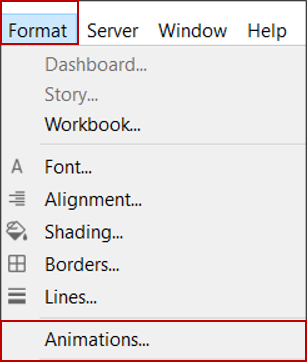 Format Server Window Help
Dashboard...
Story...
Workbook...
A Font...
Alignment...
Shading...
Borders...
Lines...
Animations...